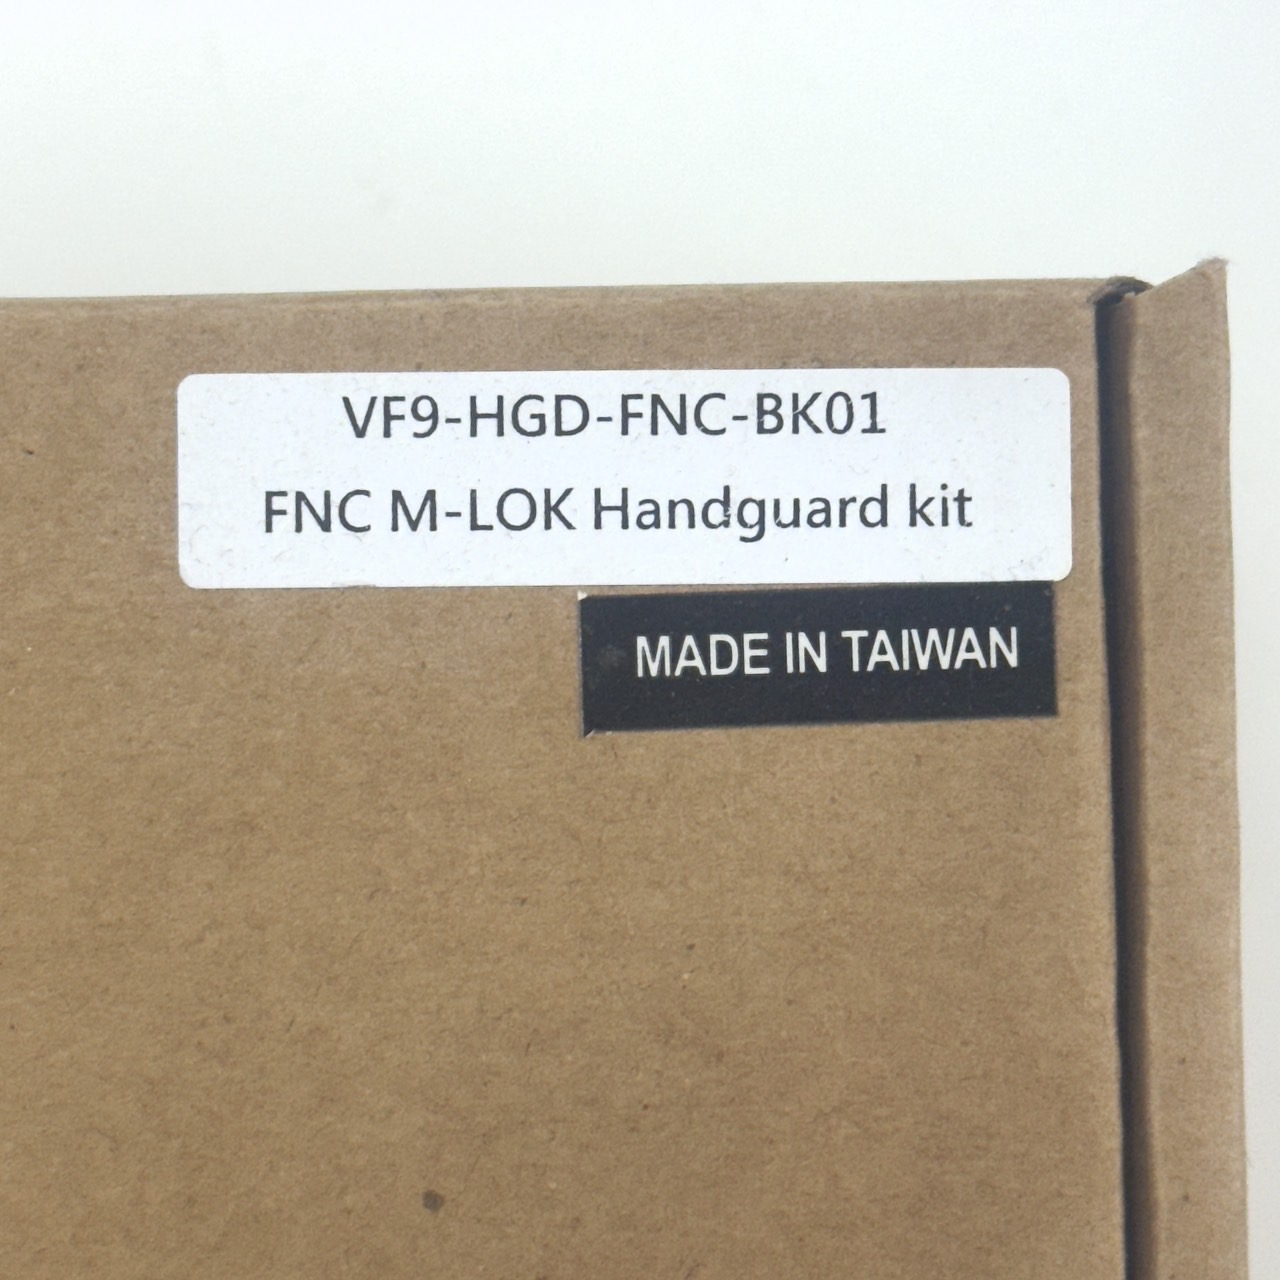 VF9-HGD-FNC-BK01
FNC M-LOK Handguard kit
MADE IN TAIWAN